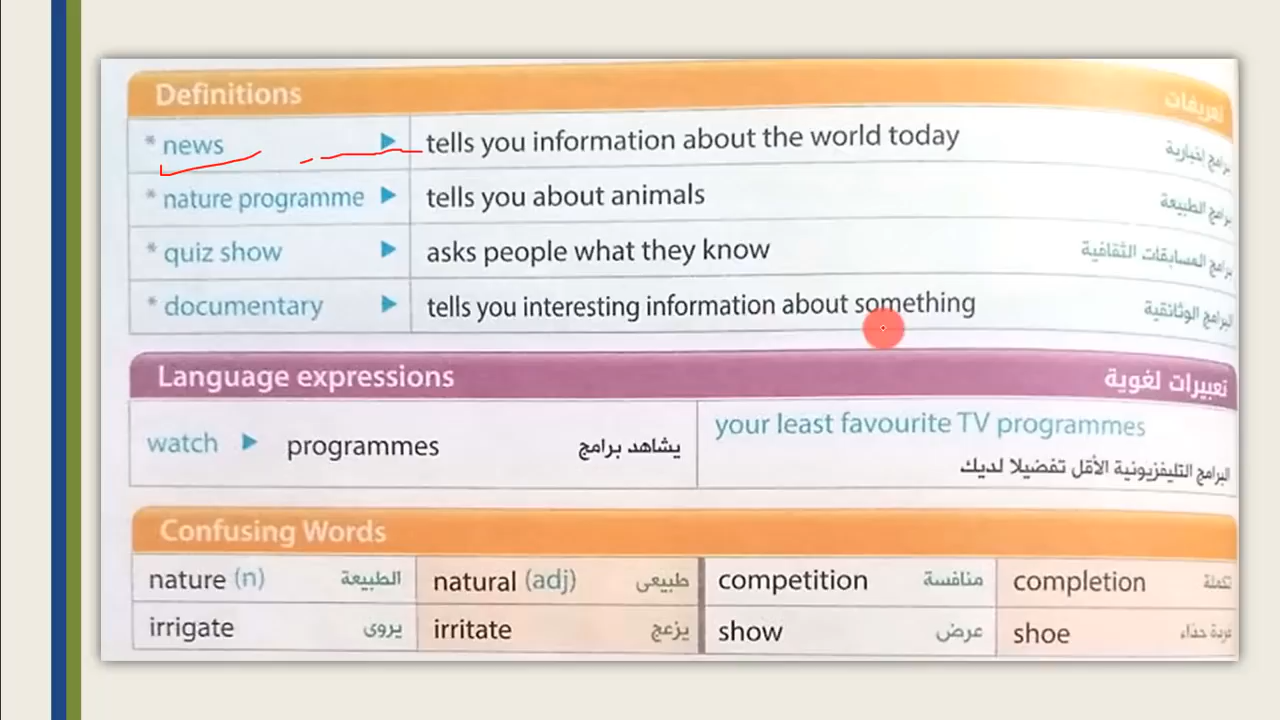 Definitions تعريفات
* news ▶ tells you information about the world today برامج إخبارية
* nature programme ▶ tells you about animals برامج الطبيعة
* quiz show ▶ asks people what they know برامج المسابقات الثقافية
* documentary ▶ tells you interesting information about something البرامج الوثائقية
Language expressions تعبيرات لغوية
watch ▶ programmes يشاهد برامج
your least favourite TV programmes
البرامج التليفزيونية الأقل تفضيلا لديك
Confusing Words
nature (n) الطبيعة natural (adj) طبيعى competition منافسة completion تكملة
irrigate يروى irritate يزعج show عرض shoe فردة حذاء